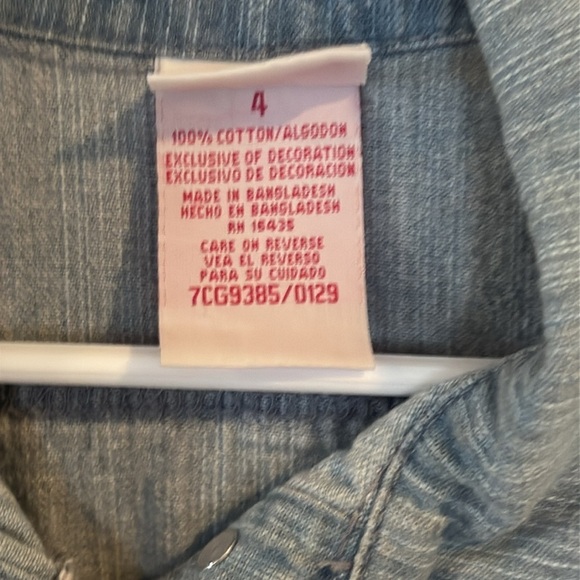 4
100% COTTON/ALGODON
EXCLUSIVE OF DECORATION
EXCLUSIVO DE DECORACION
MADE IN BANGLADESH
HECHO EN BANGLADESH
RN 16435
CARE ON REVERSE
VEA EL REVERSO
PARA SU CUIDADO
7CG9385/0129